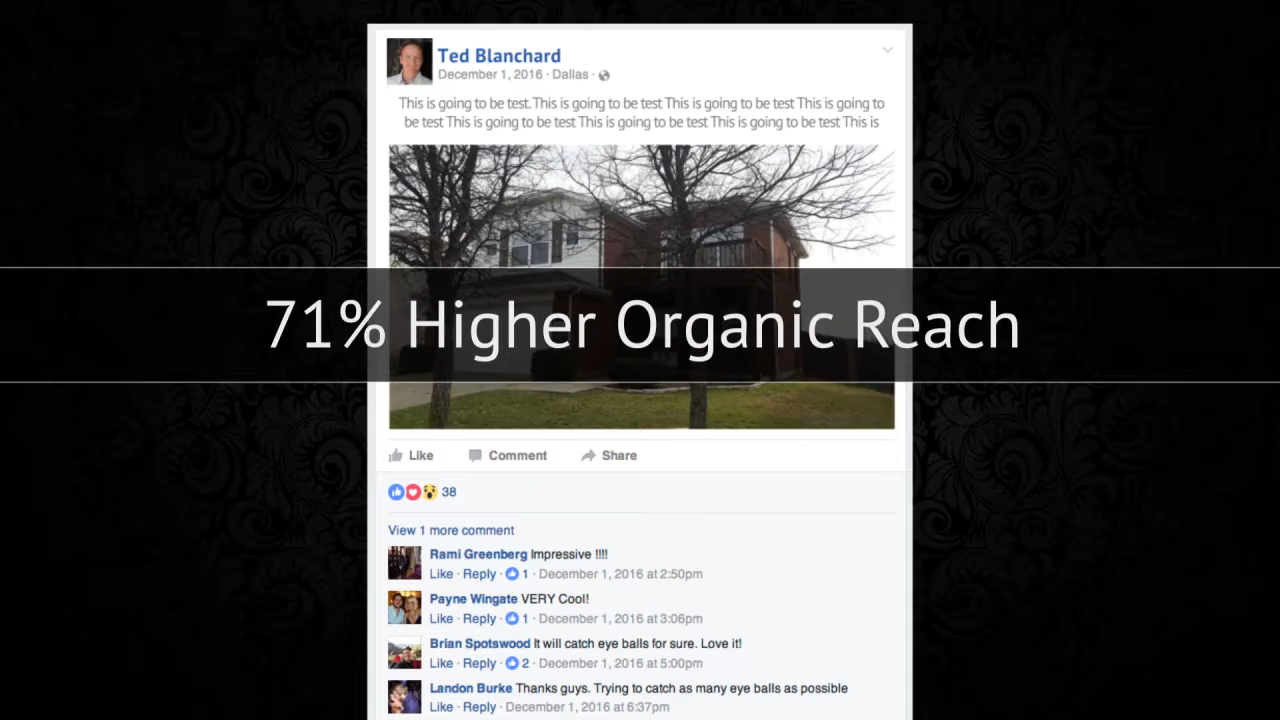 Ted Blanchard
December 1, 2016 · Dallas ·
This is going to be test. This is going to be test This is going to be test This is going to
be test This is going to be test This is going to be test This is going to be test This is
71% Higher Organic Reach
Like Comment Share
38
View 1 more comment
Rami Greenberg Impressive !!!!
Like · Reply · 1 · December 1, 2016 at 2:50pm
Payne Wingate VERY Cool!
Like · Reply · 1 · December 1, 2016 at 3:06pm
Brian Spotswood It will catch eye balls for sure. Love it!
Like · Reply · 2 · December 1, 2016 at 5:00pm
Landon Burke Thanks guys. Trying to catch as many eye balls as possible
Like · Reply · December 1, 2016 at 6:37pm